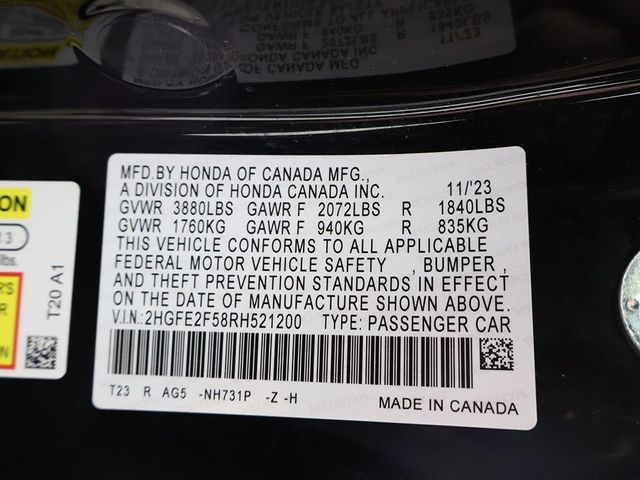 MFD.BY HONDA OF CANADA MFG.,
A DIVISION OF HONDA CANADA INC. 11/'23
GVWR 3880LBS GAWR F 2072LBS R 1840LBS
GVWR 1760KG GAWR F 940KG R 835KG
THIS VEHICLE CONFORMS TO ALL APPLICABLE
FEDERAL MOTOR VEHICLE SAFETY , BUMPER ,
AND THEFT PREVENTION STANDARDS IN EFFECT
ON THE DATE OF MANUFACTURE SHOWN ABOVE.
V.I.N.:2HGFE2F58RH521200 TYPE: PASSENGER CAR
T23 R AG5 -NH731P -Z -H
MADE IN CANADA
ION
lbs.
T20 A1